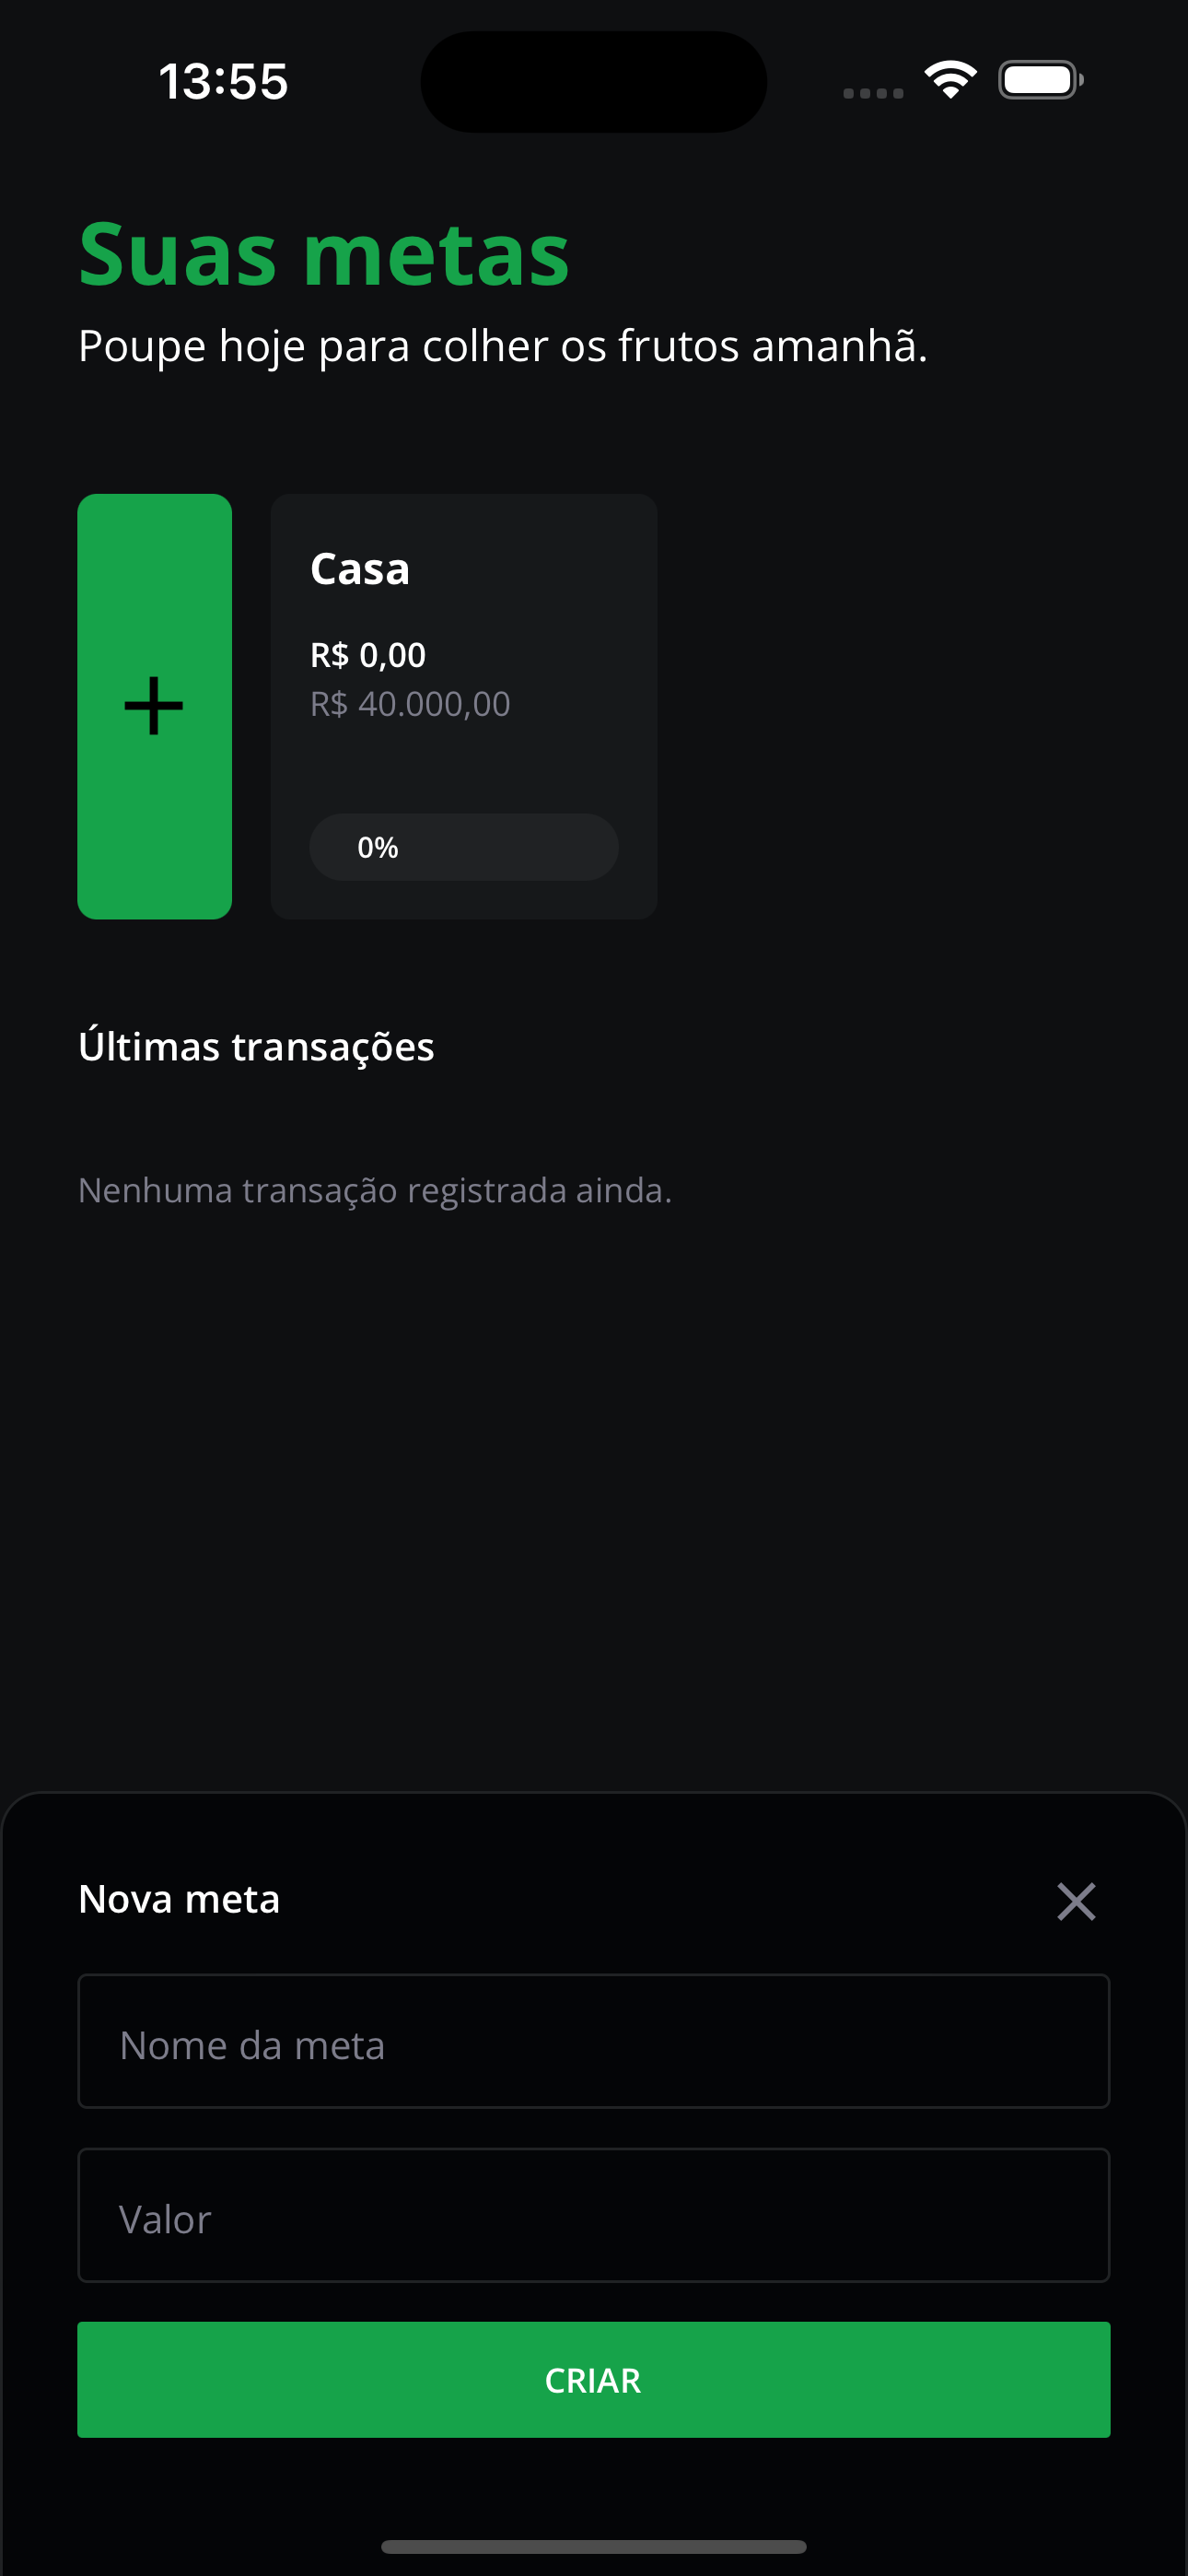 13:55
Suas metas
Poupe hoje para colher os frutos amanhã.
Casa
R$ 0,00
R$ 40.000,00
0%
Últimas transações
Nenhuma transação registrada ainda.
Nova meta
Nome da meta
Valor
CRIAR